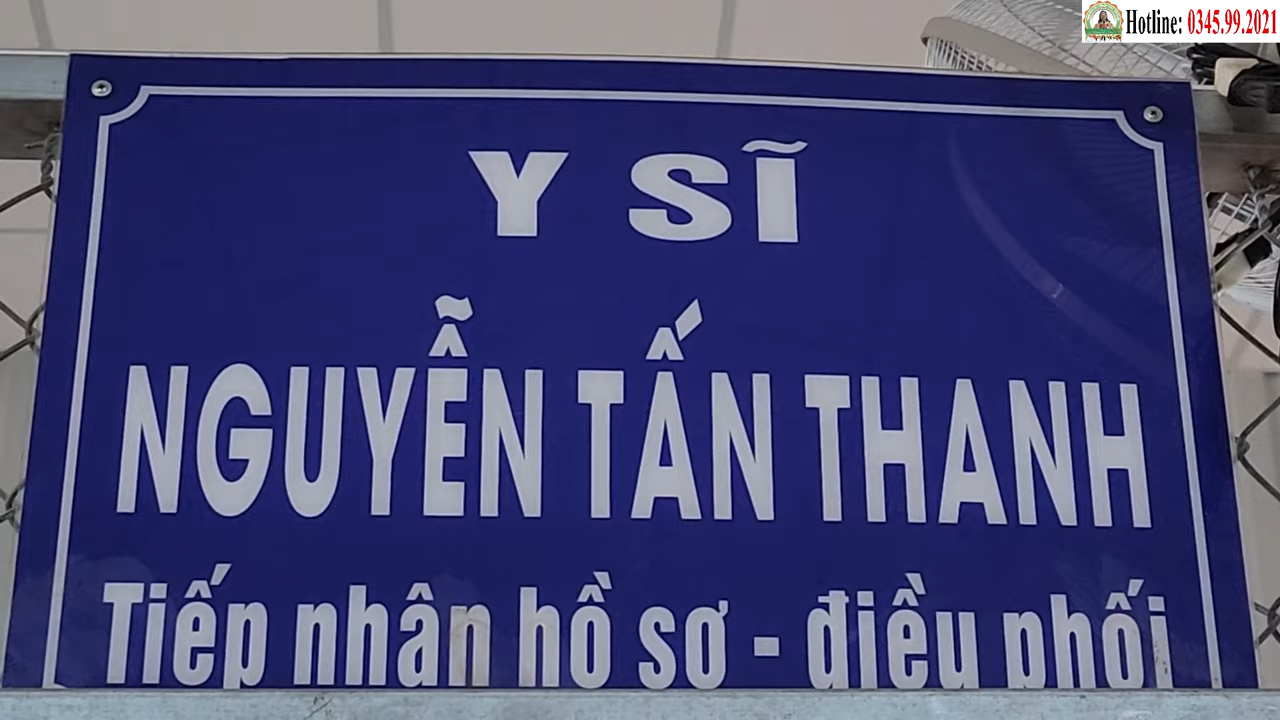 Hotline: 0345.99.2021
Y SĨ
NGUYỄN TẤN THANH
Tiếp nhận hồ sơ - điều phối